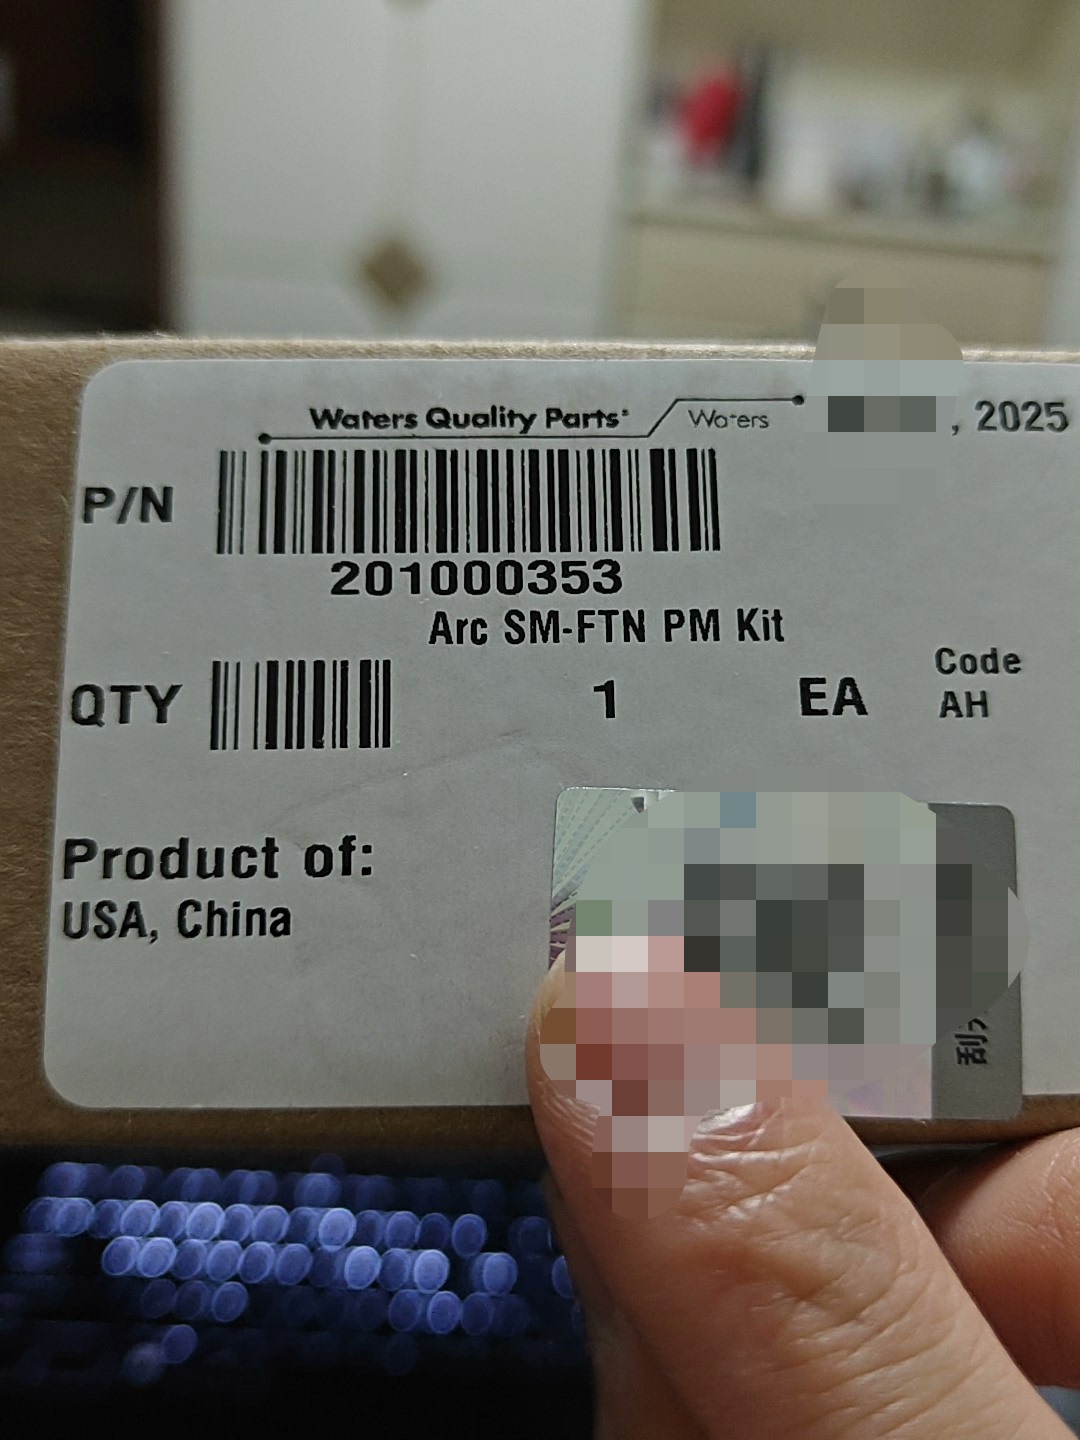 Waters Quality Parts® Waters , 2025
P/N
201000353
Arc SM-FTN PM Kit
QTY 1 EA Code
AH
Product of:
USA, China
刮